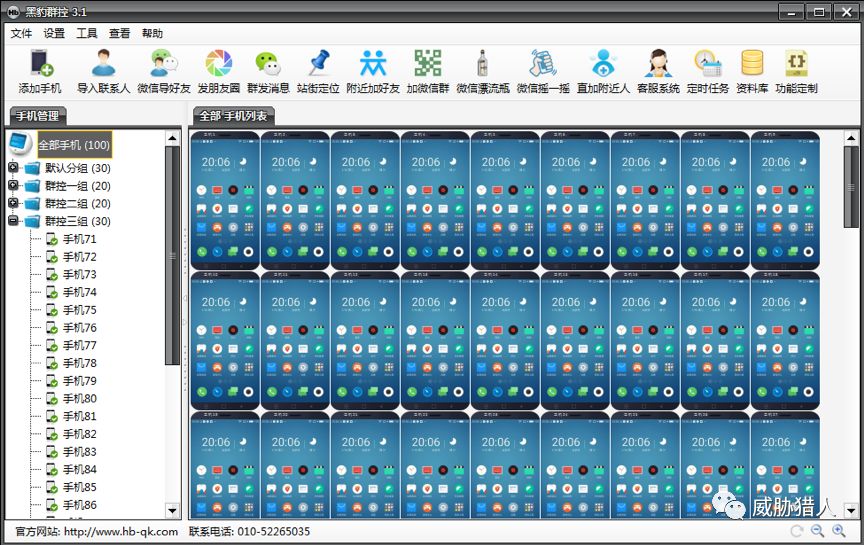 黑豹群控 3.1
文件 设置 工具 查看 帮助
添加手机 导入联系人 微信导好友 发朋友圈 群发消息 站街定位 附近加好友 加微信群 微信漂流瓶 微信摇一摇 直加附近人 客服系统 定时任务 资料库 功能定制
手机管理
全部 手机列表
全部手机 (100)
默认分组 (30)
群控一组 (20)
群控二组 (20)
群控三组 (30)
手机71
手机72
手机73
手机74
手机75
手机76
手机77
手机78
手机79
手机80
手机81
手机82
手机83
手机84
手机85
手机86
20:06 20:06 20:06 20:06 20:06 20:06 20:06 20:06 20:06
20:06 20:06 20:06 20:06 20:06 20:06 20:06 20:06 20:06
20:06 20:06 20:06 20:06 20:06 20:06 20:06 20:06 20:06
威胁猎人
官方网站: http://www.hb-qk.com 联系电话: 010-52265035